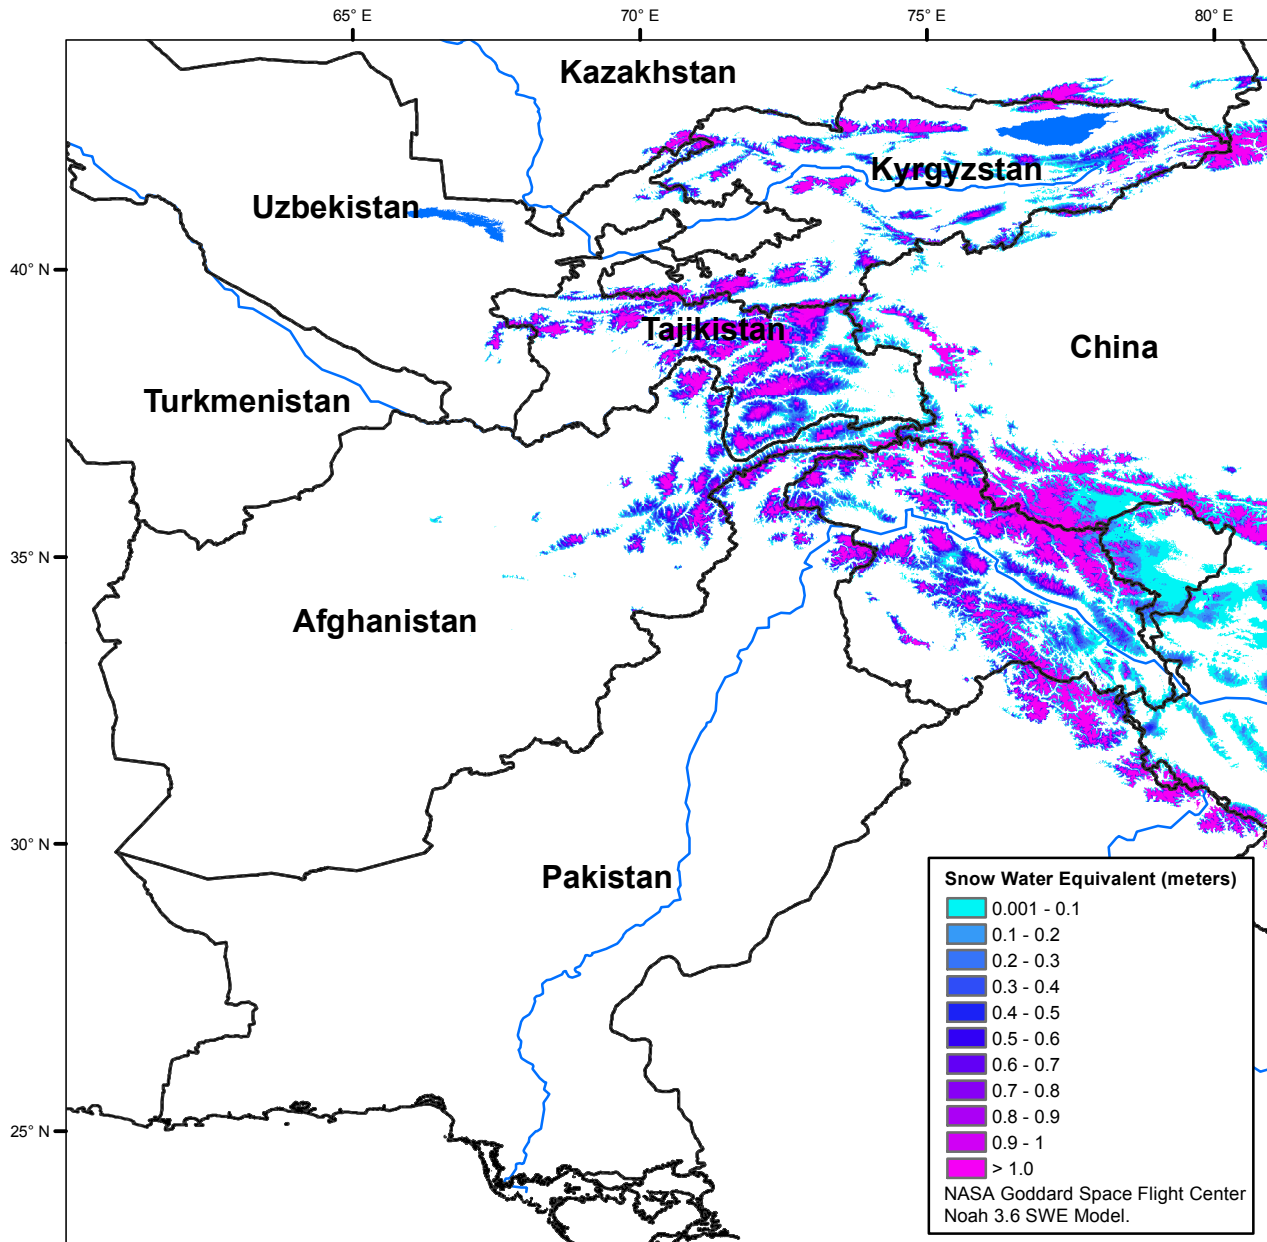 65° E
70° E
75° E
80° E
Kazakhstan
Kyrgyzstan
Uzbekistan
40° N
Tajikistan
China
Turkmenistan
35° N
Afghanistan
30° N
Pakistan
25° N
Snow Water Equivalent (meters)
0.001 - 0.1
0.1 - 0.2
0.2 - 0.3
0.3 - 0.4
0.4 - 0.5
0.5 - 0.6
0.6 - 0.7
0.7 - 0.8
0.8 - 0.9
0.9 - 1
> 1.0
NASA Goddard Space Flight Center
Noah 3.6 SWE Model.